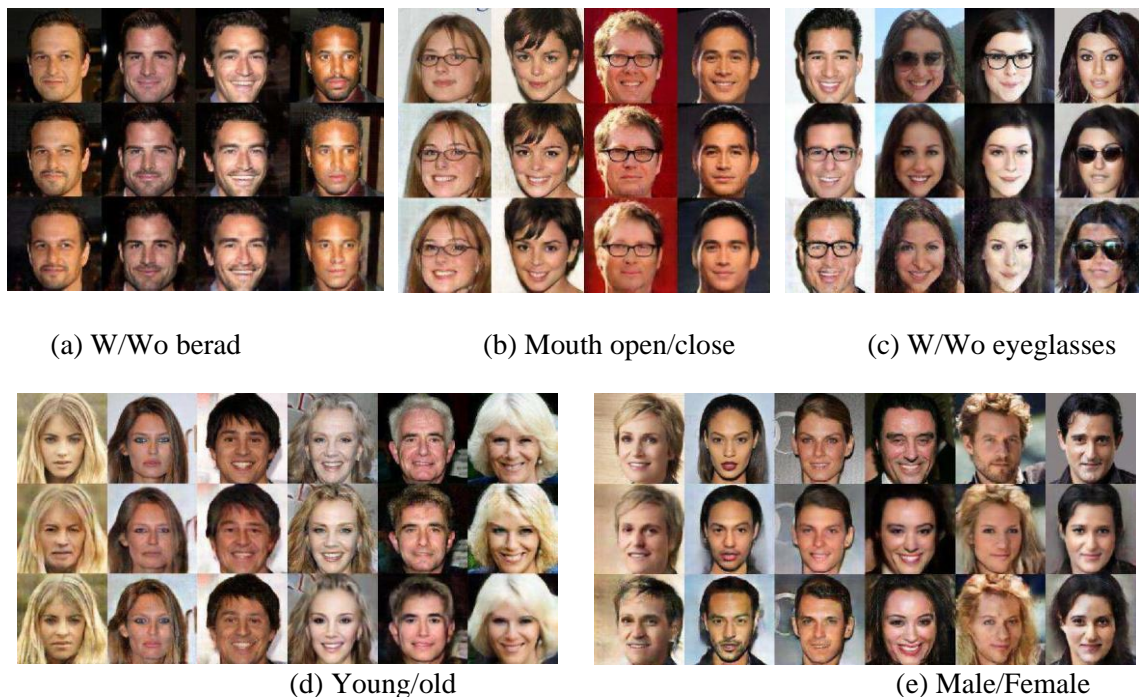 (a) W/Wo berad
(b) Mouth open/close
(c) W/Wo eyeglasses
(d) Young/old
(e) Male/Female